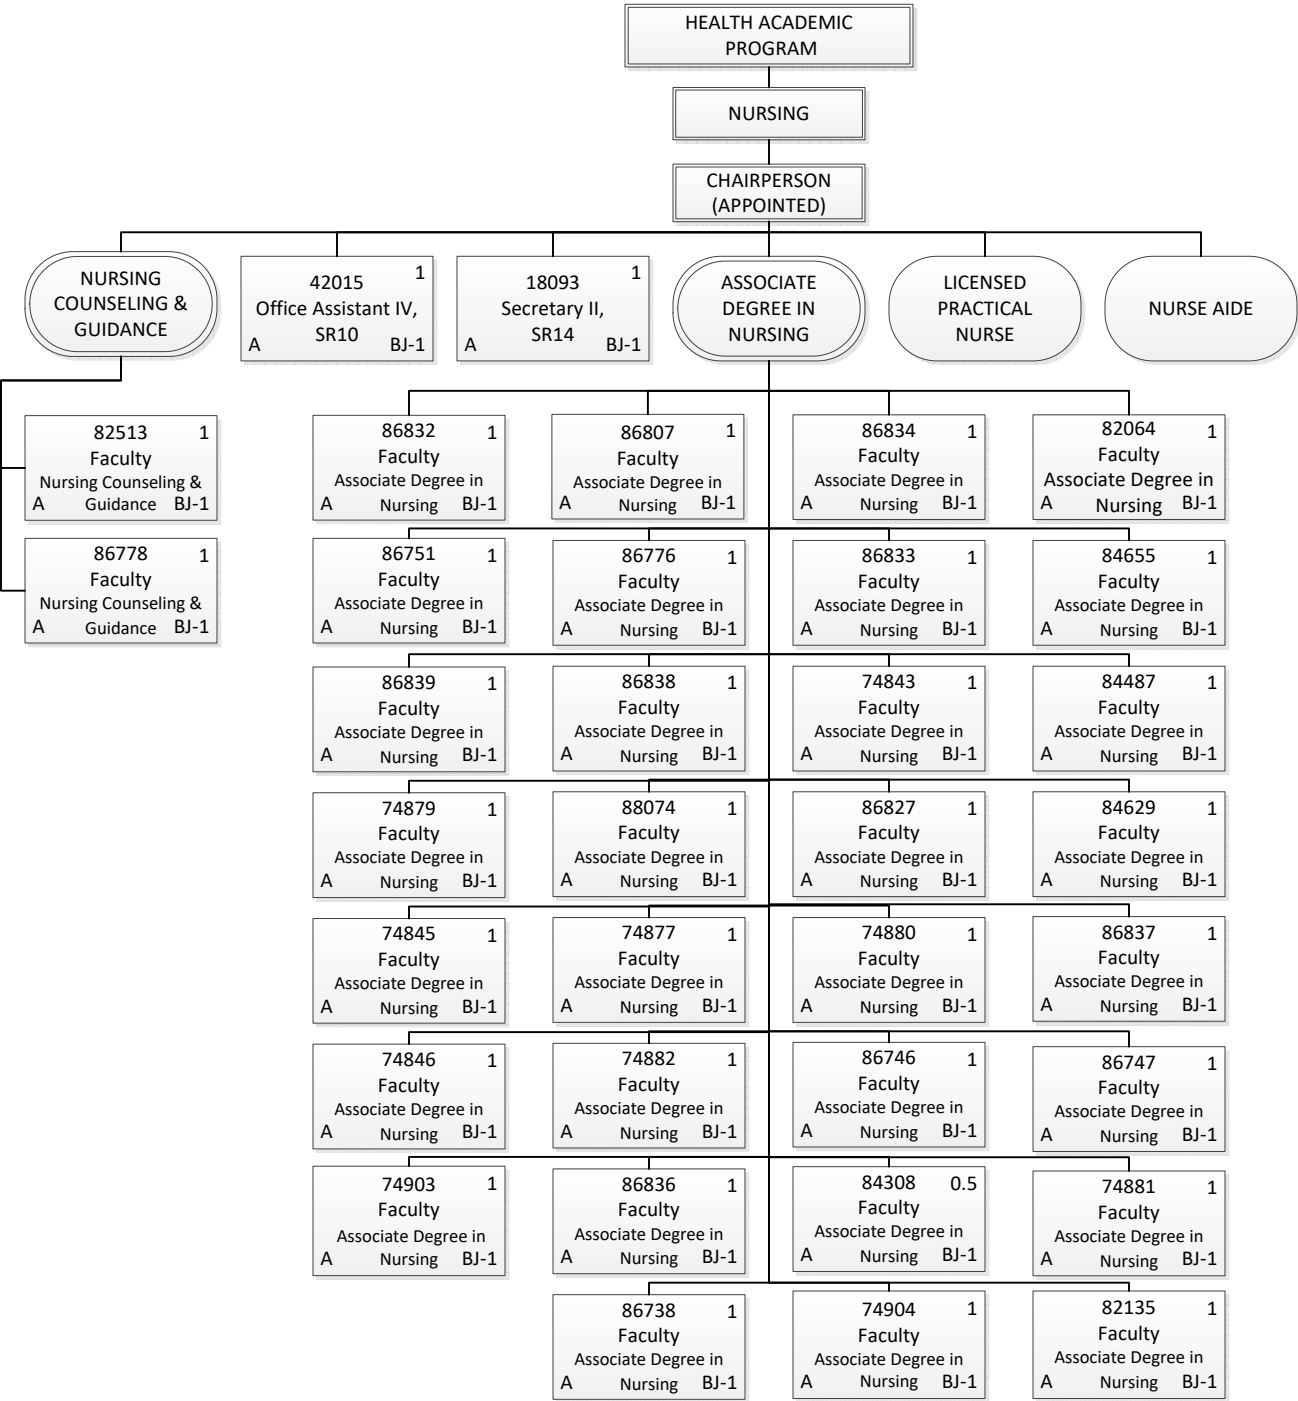 HEALTH ACADEMIC
PROGRAM
NURSING
CHAIRPERSON
(APPOINTED)
NURSING
COUNSELING &
GUIDANCE
42015 1
Office Assistant IV,
SR10
A BJ-1
18093 1
Secretary II,
SR14
A BJ-1
ASSOCIATE
DEGREE IN
NURSING
LICENSED
PRACTICAL
NURSE
NURSE AIDE
82513 1
Faculty
Nursing Counseling &
A Guidance BJ-1
86778 1
Faculty
Nursing Counseling &
A Guidance BJ-1
86832 1
Faculty
Associate Degree in
A Nursing BJ-1
86807 1
Faculty
Associate Degree in
A Nursing BJ-1
86834 1
Faculty
Associate Degree in
A Nursing BJ-1
82064 1
Faculty
Associate Degree in
A Nursing BJ-1
86751 1
Faculty
Associate Degree in
A Nursing BJ-1
86776 1
Faculty
Associate Degree in
A Nursing BJ-1
86833 1
Faculty
Associate Degree in
A Nursing BJ-1
84655 1
Faculty
Associate Degree in
A Nursing BJ-1
86839 1
Faculty
Associate Degree in
A Nursing BJ-1
86838 1
Faculty
Associate Degree in
A Nursing BJ-1
74843 1
Faculty
Associate Degree in
A Nursing BJ-1
84487 1
Faculty
Associate Degree in
A Nursing BJ-1
74879 1
Faculty
Associate Degree in
A Nursing BJ-1
88074 1
Faculty
Associate Degree in
A Nursing BJ-1
86827 1
Faculty
Associate Degree in
A Nursing BJ-1
84629 1
Faculty
Associate Degree in
A Nursing BJ-1
74845 1
Faculty
Associate Degree in
A Nursing BJ-1
74877 1
Faculty
Associate Degree in
A Nursing BJ-1
74880 1
Faculty
Associate Degree in
A Nursing BJ-1
86837 1
Faculty
Associate Degree in
A Nursing BJ-1
74846 1
Faculty
Associate Degree in
A Nursing BJ-1
74882 1
Faculty
Associate Degree in
A Nursing BJ-1
86746 1
Faculty
Associate Degree in
A Nursing BJ-1
86747 1
Faculty
Associate Degree in
A Nursing BJ-1
74903 1
Faculty
Associate Degree in
A Nursing BJ-1
86836 1
Faculty
Associate Degree in
A Nursing BJ-1
84308 0.5
Faculty
Associate Degree in
A Nursing BJ-1
74881 1
Faculty
Associate Degree in
A Nursing BJ-1
86738 1
Faculty
Associate Degree in
A Nursing BJ-1
74904 1
Faculty
Associate Degree in
A Nursing BJ-1
82135 1
Faculty
Associate Degree in
A Nursing BJ-1